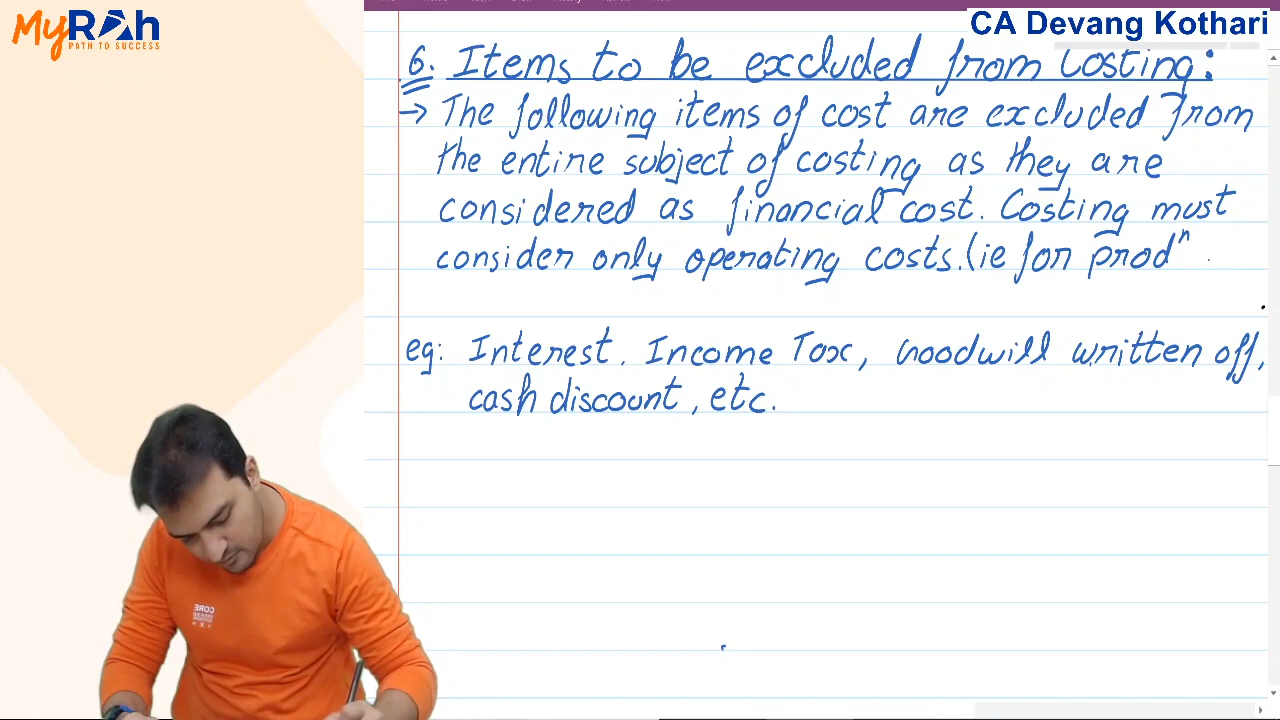 MyRAh
PATH TO SUCCESS
CA Devang Kothari
6. Items to be excluded from Costing:
→ The following items of cost are excluded from
the entire subject of costing as they are
considered as financial cost. Costing must
consider only operating costs. (ie for prodⁿ
eg: Interest. Income Tax, Goodwill written off,
cash discount, etc.
CORE